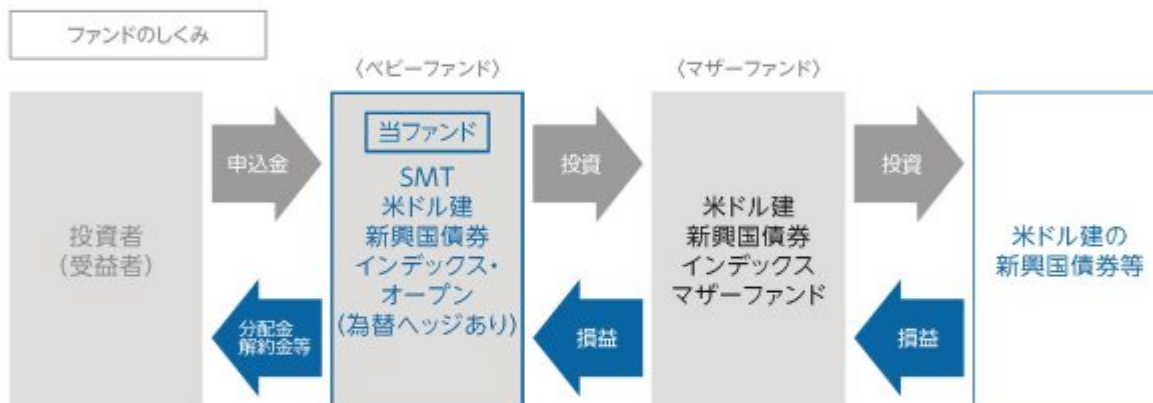 ファンドのしくみ
〈ベビーファンド〉
〈マザーファンド〉
投資者
(受益者)
申込金
分配金
解約金等
当ファンド
SMT
米ドル建
新興国債券
インデックス・
オープン
(為替ヘッジあり)
投資
損益
米ドル建
新興国債券
インデックス
マザーファンド
投資
損益
米ドル建の
新興国債券等